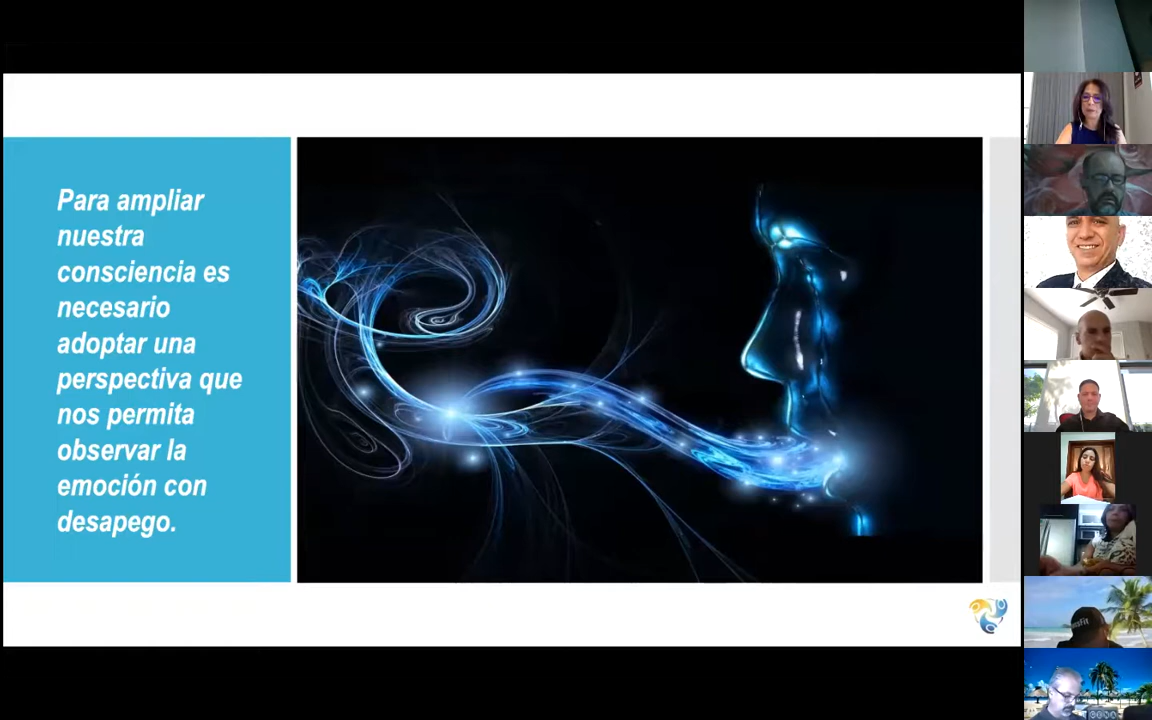 Para ampliar
nuestra
consciencia es
necesario
adoptar una
perspectiva que
nos permita
observar la
emoción con
desapego.